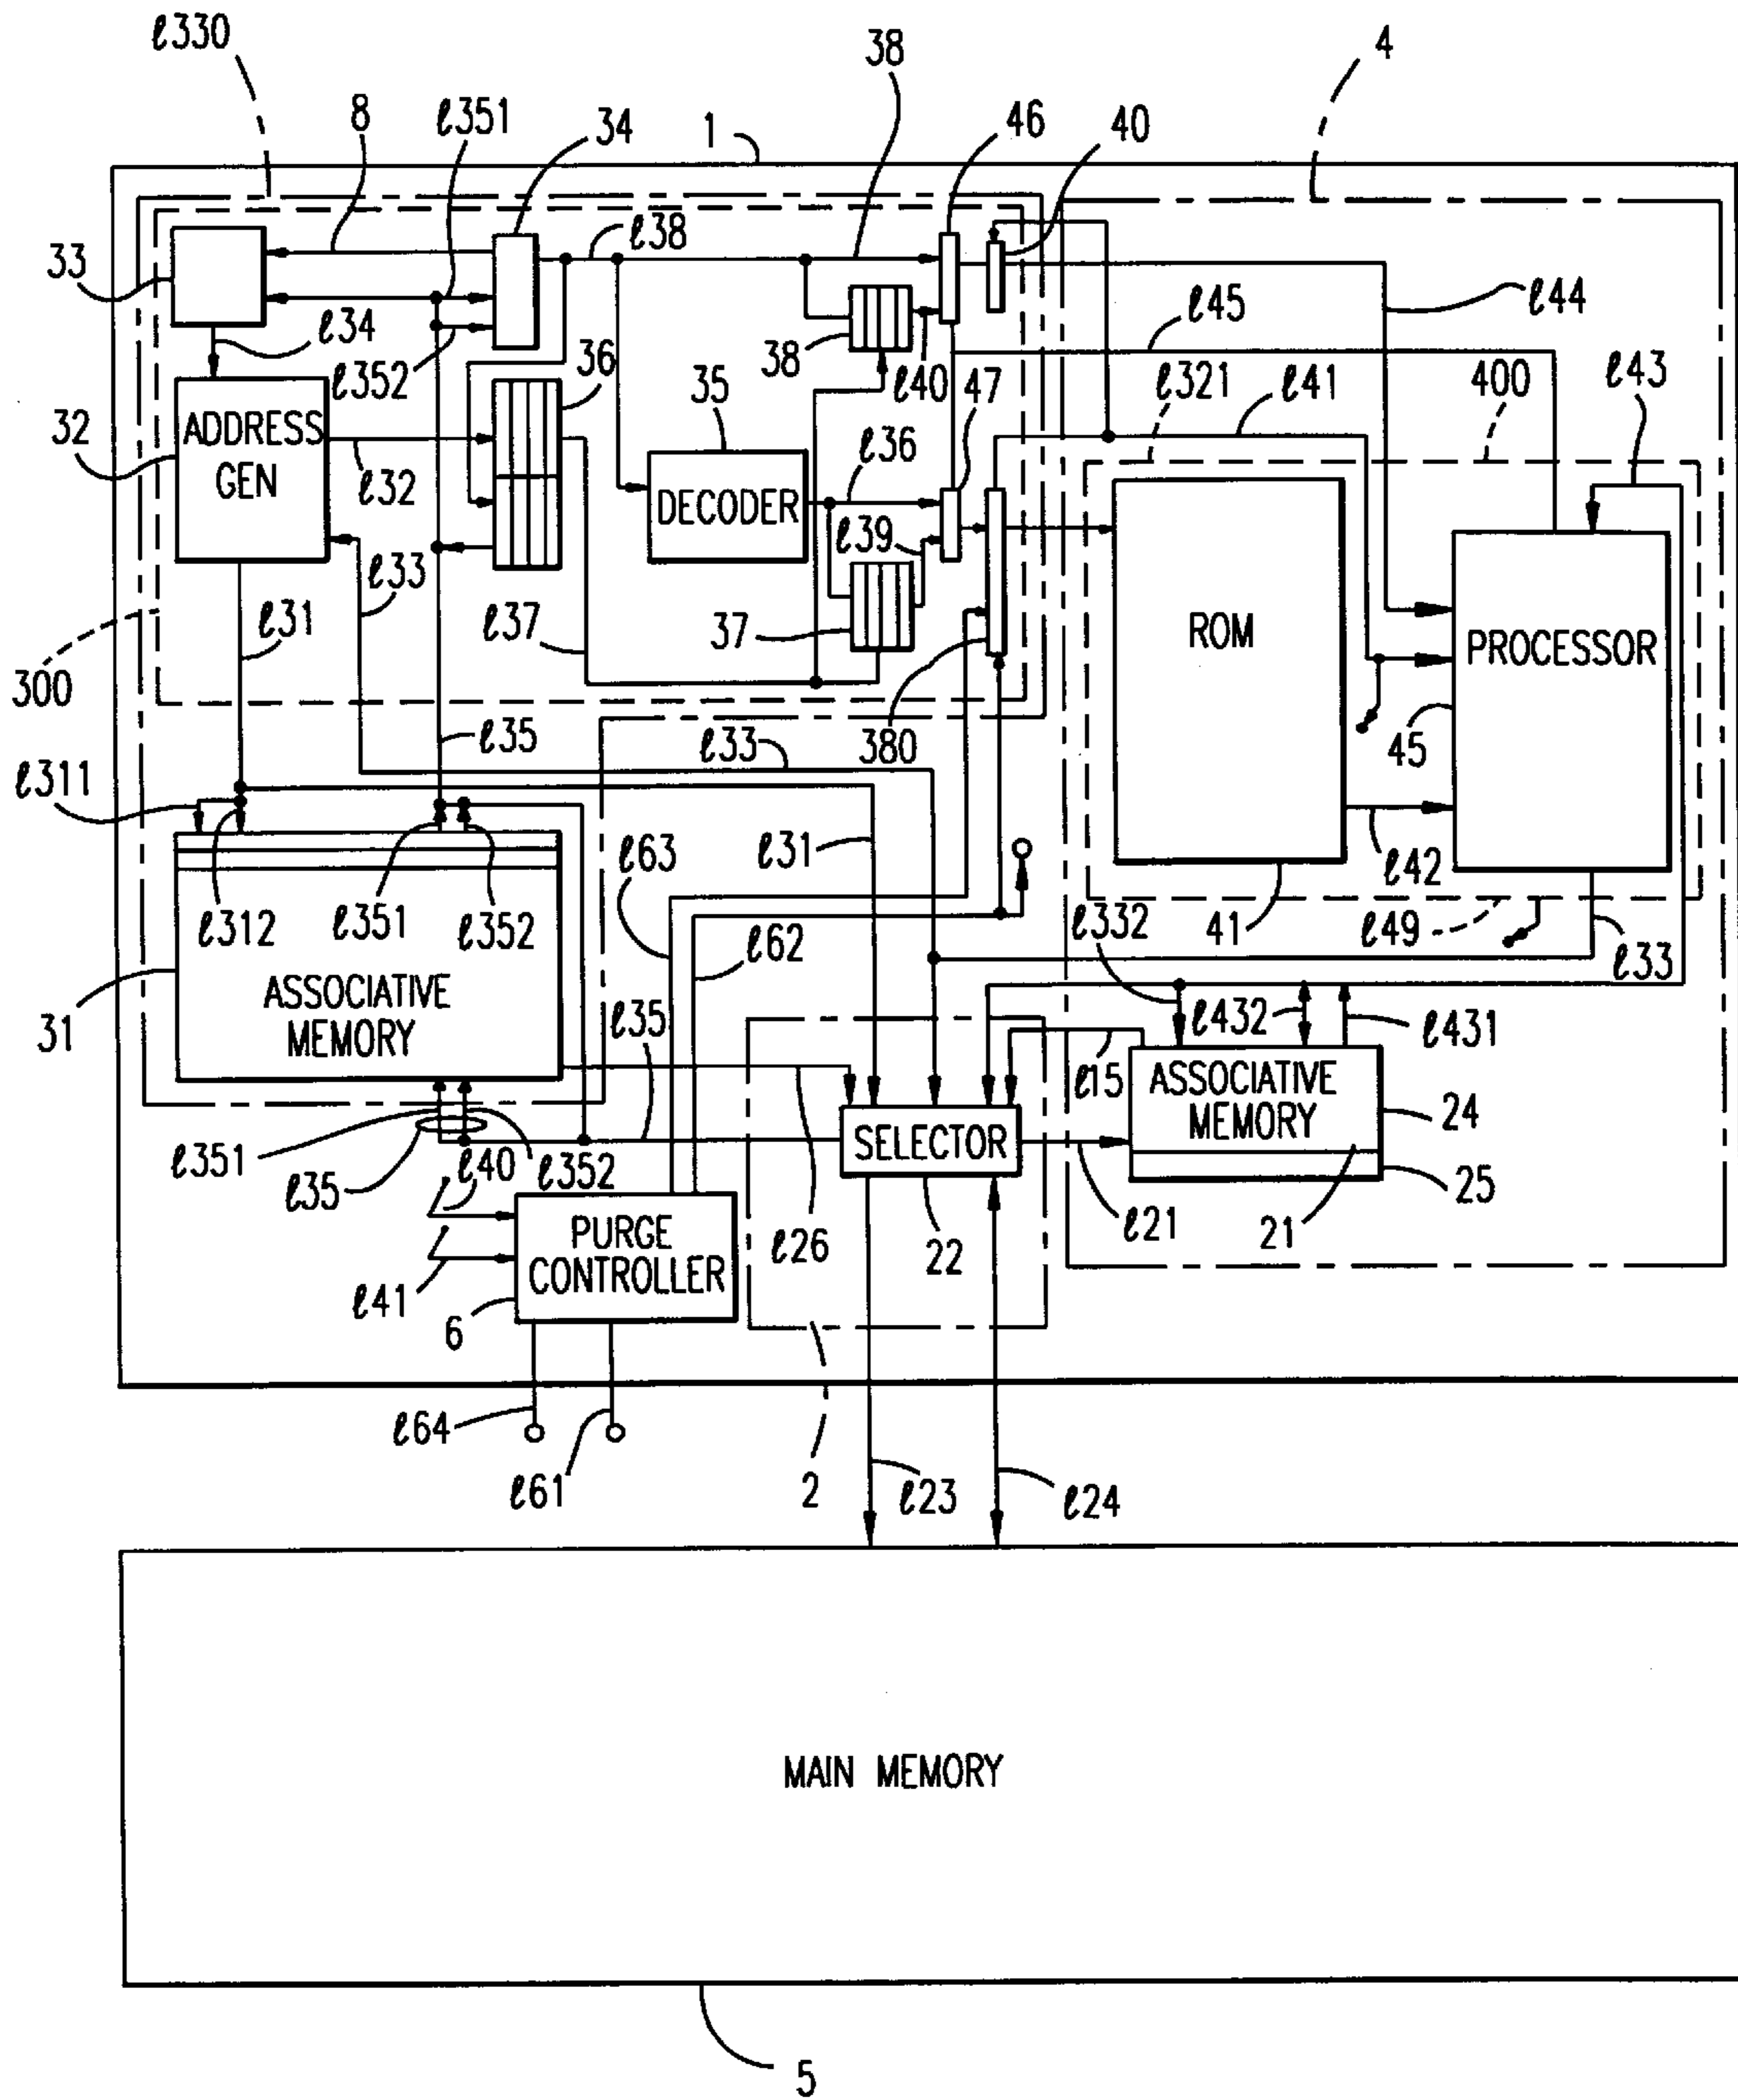 ℓ330
4
38
8
ℓ351
34
46
40
1
33
ℓ38
ℓ34
ℓ44
ℓ45
38
ℓ352
36
ℓ40
35
47
ℓ321
400
ℓ41
ℓ43
32
ADDRESS
GEN
ℓ32
DECODER
ℓ36
ℓ39
ℓ33
ℓ31
ℓ37
37
ROM
PROCESSOR
300
ℓ35
ℓ33
380
45
ℓ311
ℓ63
ℓ31
ℓ42
ℓ312
ℓ351
ℓ352
ℓ62
ℓ332
41
ℓ49
ℓ33
31
ASSOCIATIVE
MEMORY
ℓ35
ℓ432
ℓ431
ℓ15
ASSOCIATIVE
MEMORY
24
SELECTOR
ℓ351
ℓ35
ℓ40
ℓ352
25
ℓ21
21
PURGE
CONTROLLER
ℓ26
22
ℓ41
6
ℓ64
ℓ61
2
ℓ23
ℓ24
MAIN MEMORY
5